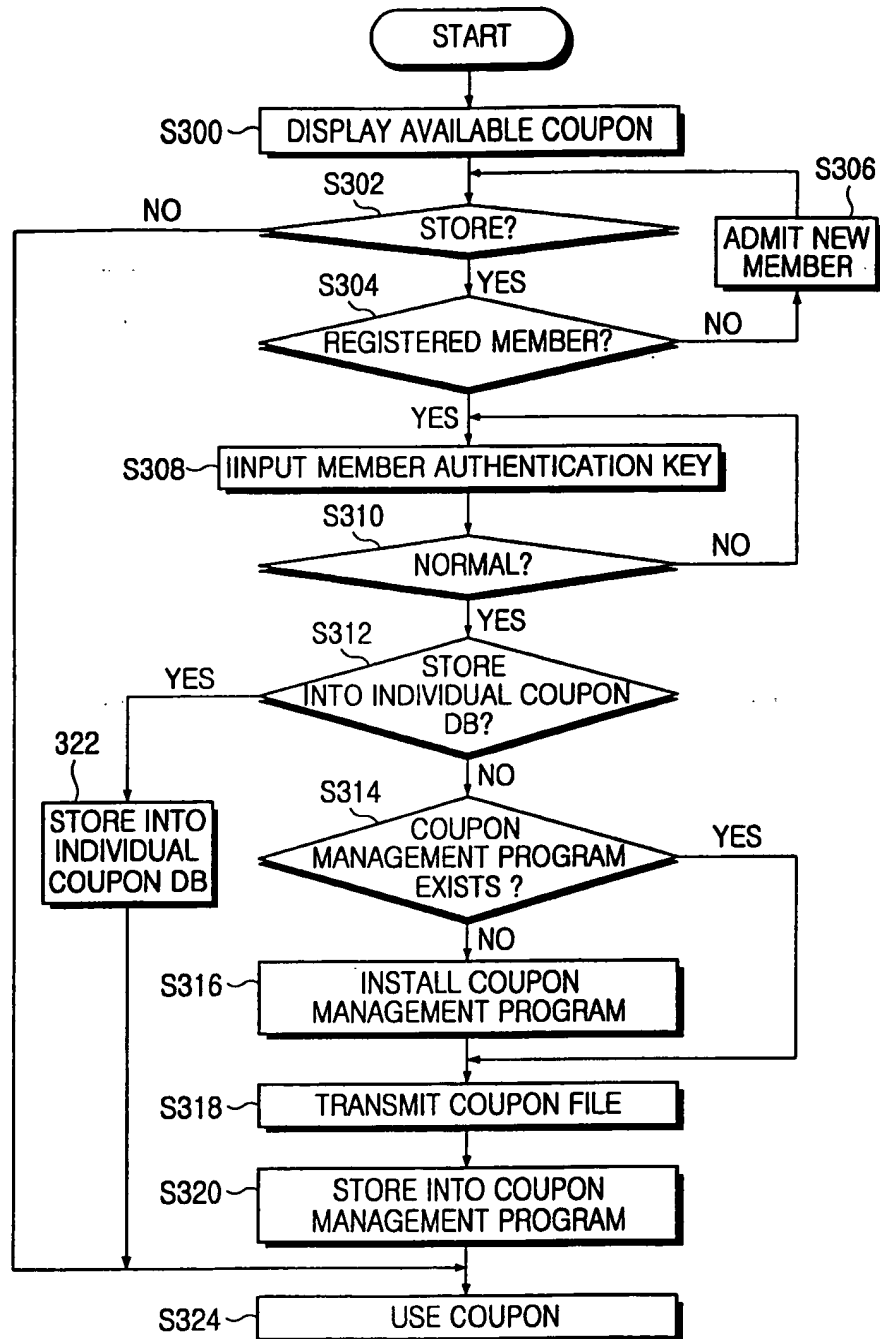 START
S300
DISPLAY AVAILABLE COUPON
S302
S306
NO
STORE?
ADMIT NEW
MEMBER
YES
S304
REGISTERED MEMBER?
NO
YES
S308
IINPUT MEMBER AUTHENTICATION KEY
S310
NORMAL?
NO
YES
S312
STORE
INTO INDIVIDUAL COUPON
DB?
YES
NO
322
STORE INTO
INDIVIDUAL
COUPON DB
S314
COUPON
MANAGEMENT PROGRAM
EXISTS ?
YES
NO
S316
INSTALL COUPON
MANAGEMENT PROGRAM
S318
TRANSMIT COUPON FILE
S320
STORE INTO COUPON
MANAGEMENT PROGRAM
S324
USE COUPON